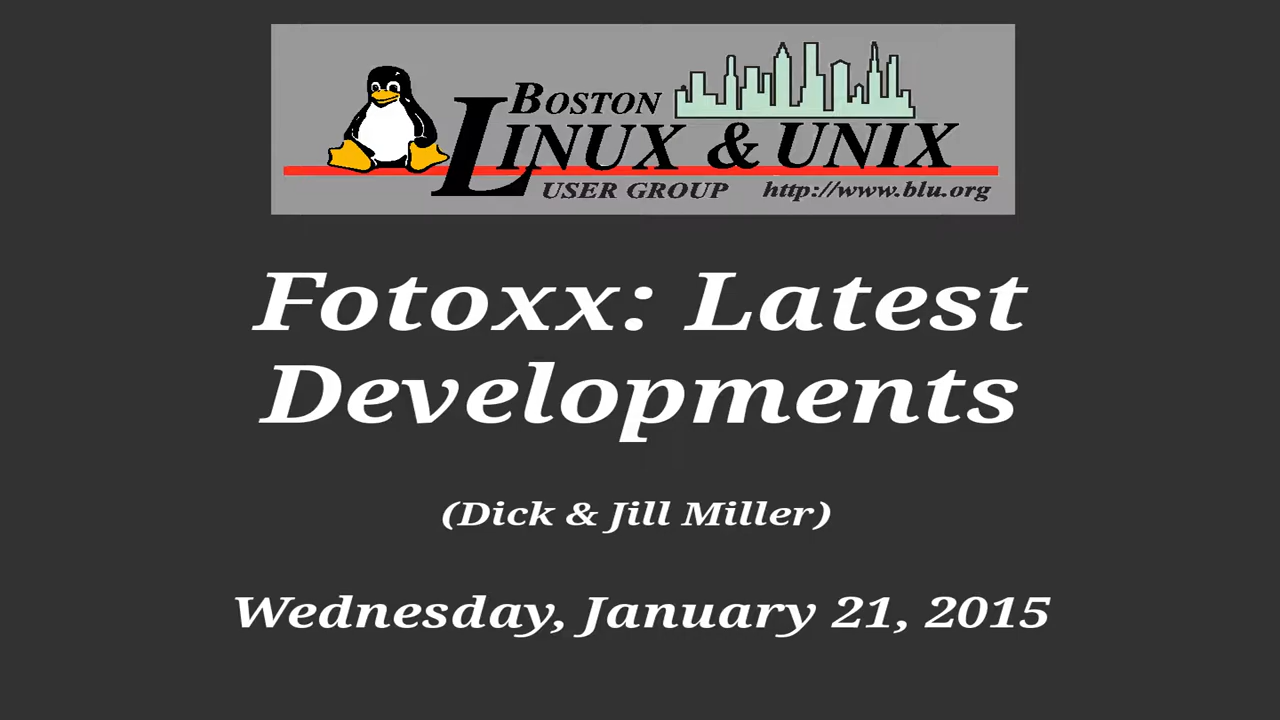 BOSTON
LINUX & UNIX
USER GROUP http://www.blu.org
Fotoxx: Latest
Developments
(Dick & Jill Miller)
Wednesday, January 21, 2015